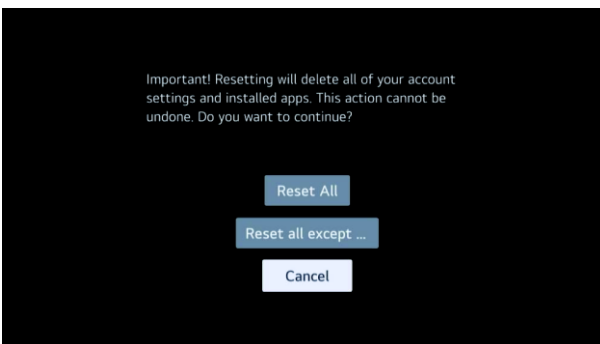 Important! Resetting will delete all of your account
settings and installed apps. This action cannot be
undone. Do you want to continue?
Reset All
Reset all except ...
Cancel